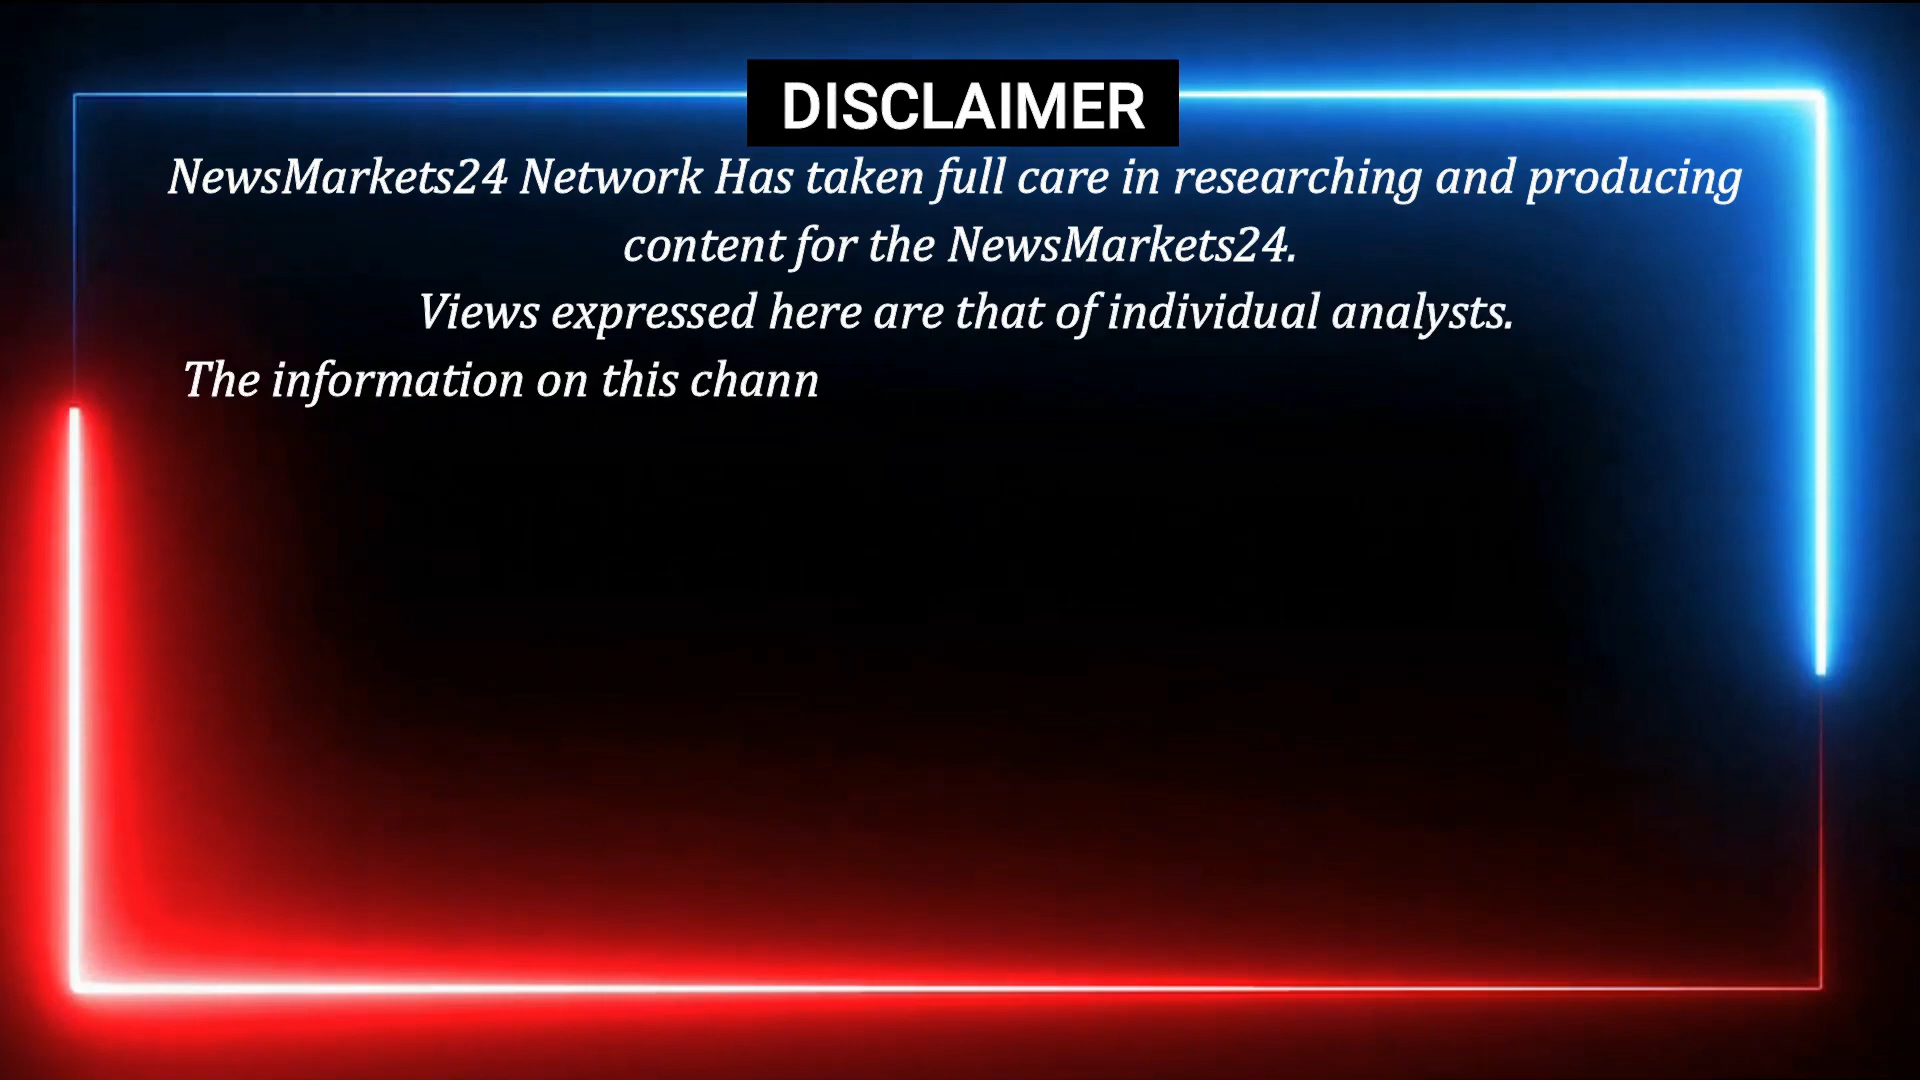 DISCLAIMER
NewsMarkets24 Network Has taken full care in researching and producing
content for the NewsMarkets24.
Views expressed here are that of individual analysts.
The information on this chann